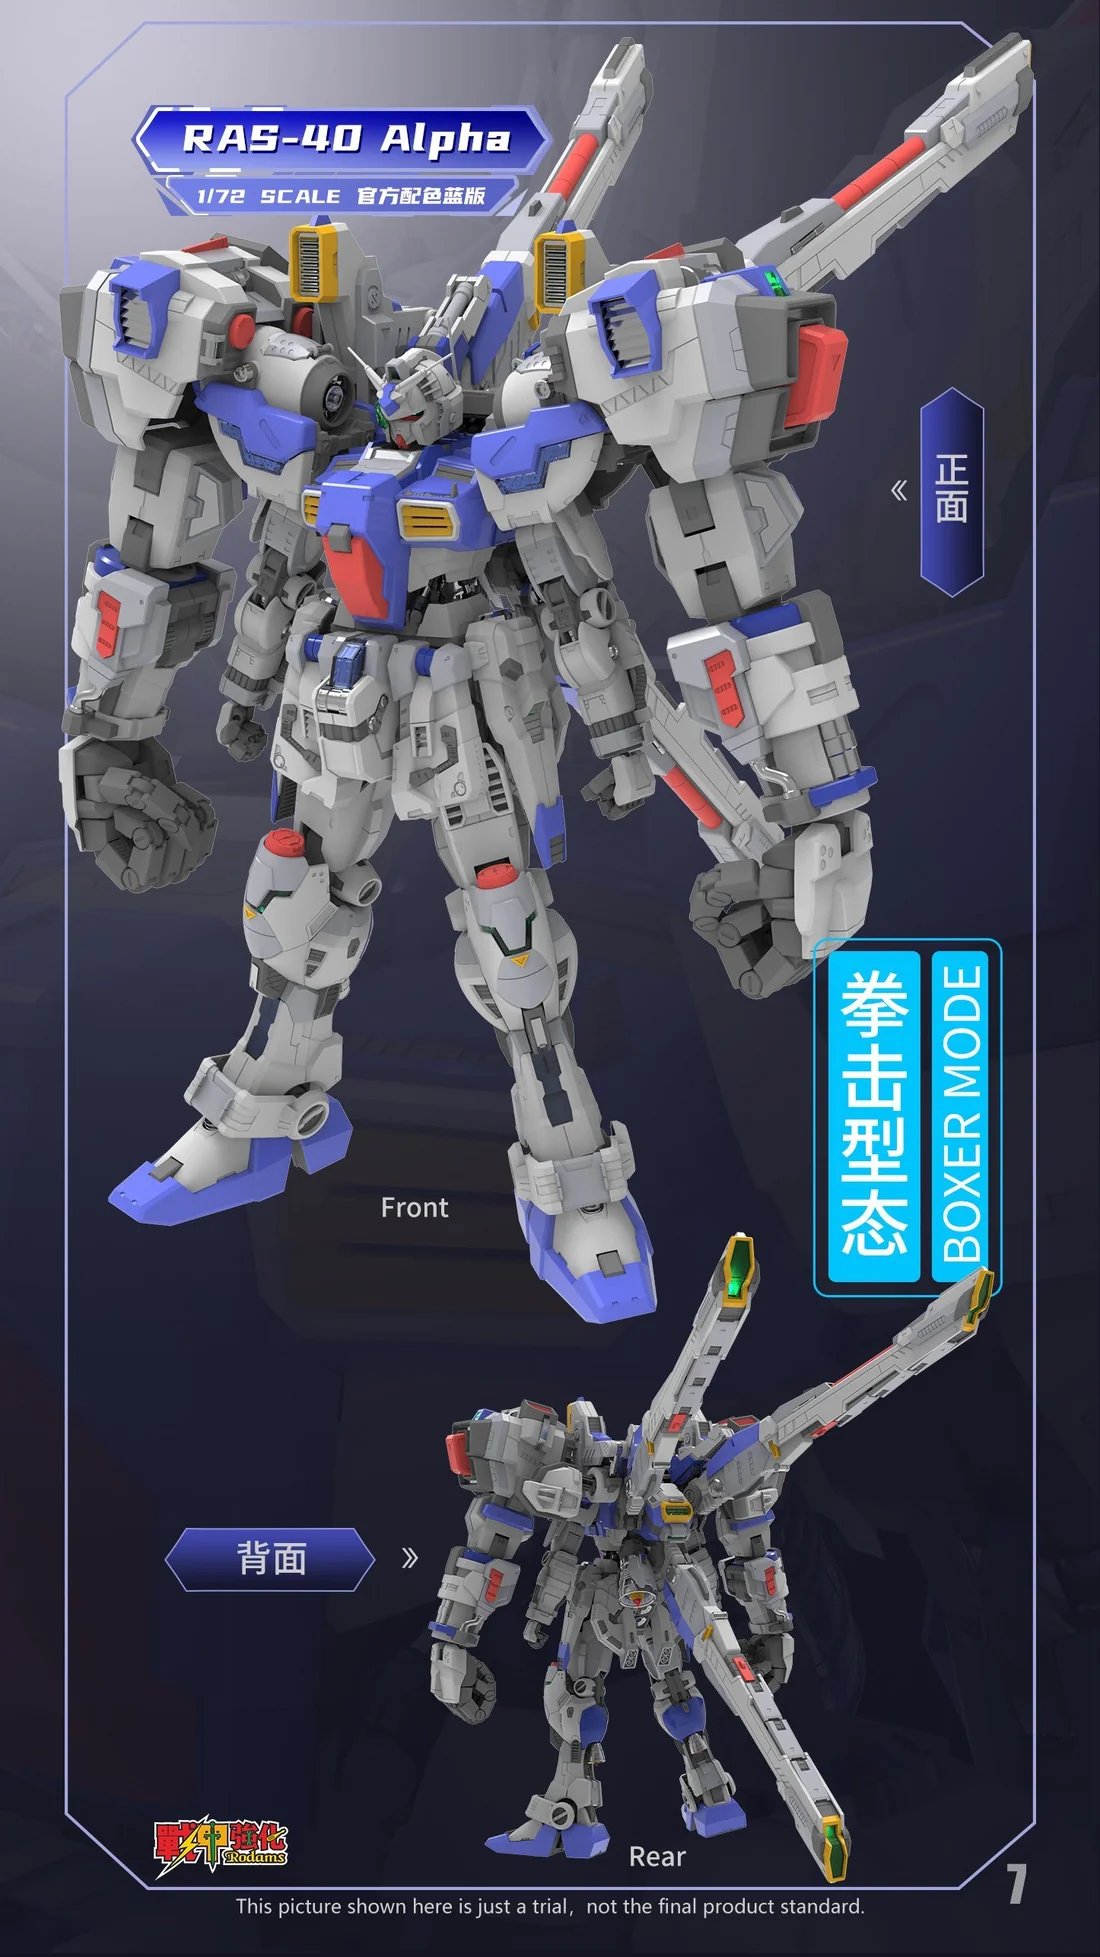 RAS-40 Alpha
1/72 SCALE 官方配色蓝版
« 正面
拳击型态
BOXER MODE
Front
背面 »
Rear
戰甲強化
Rodams
7
This picture shown here is just a trial, not the final product standard.